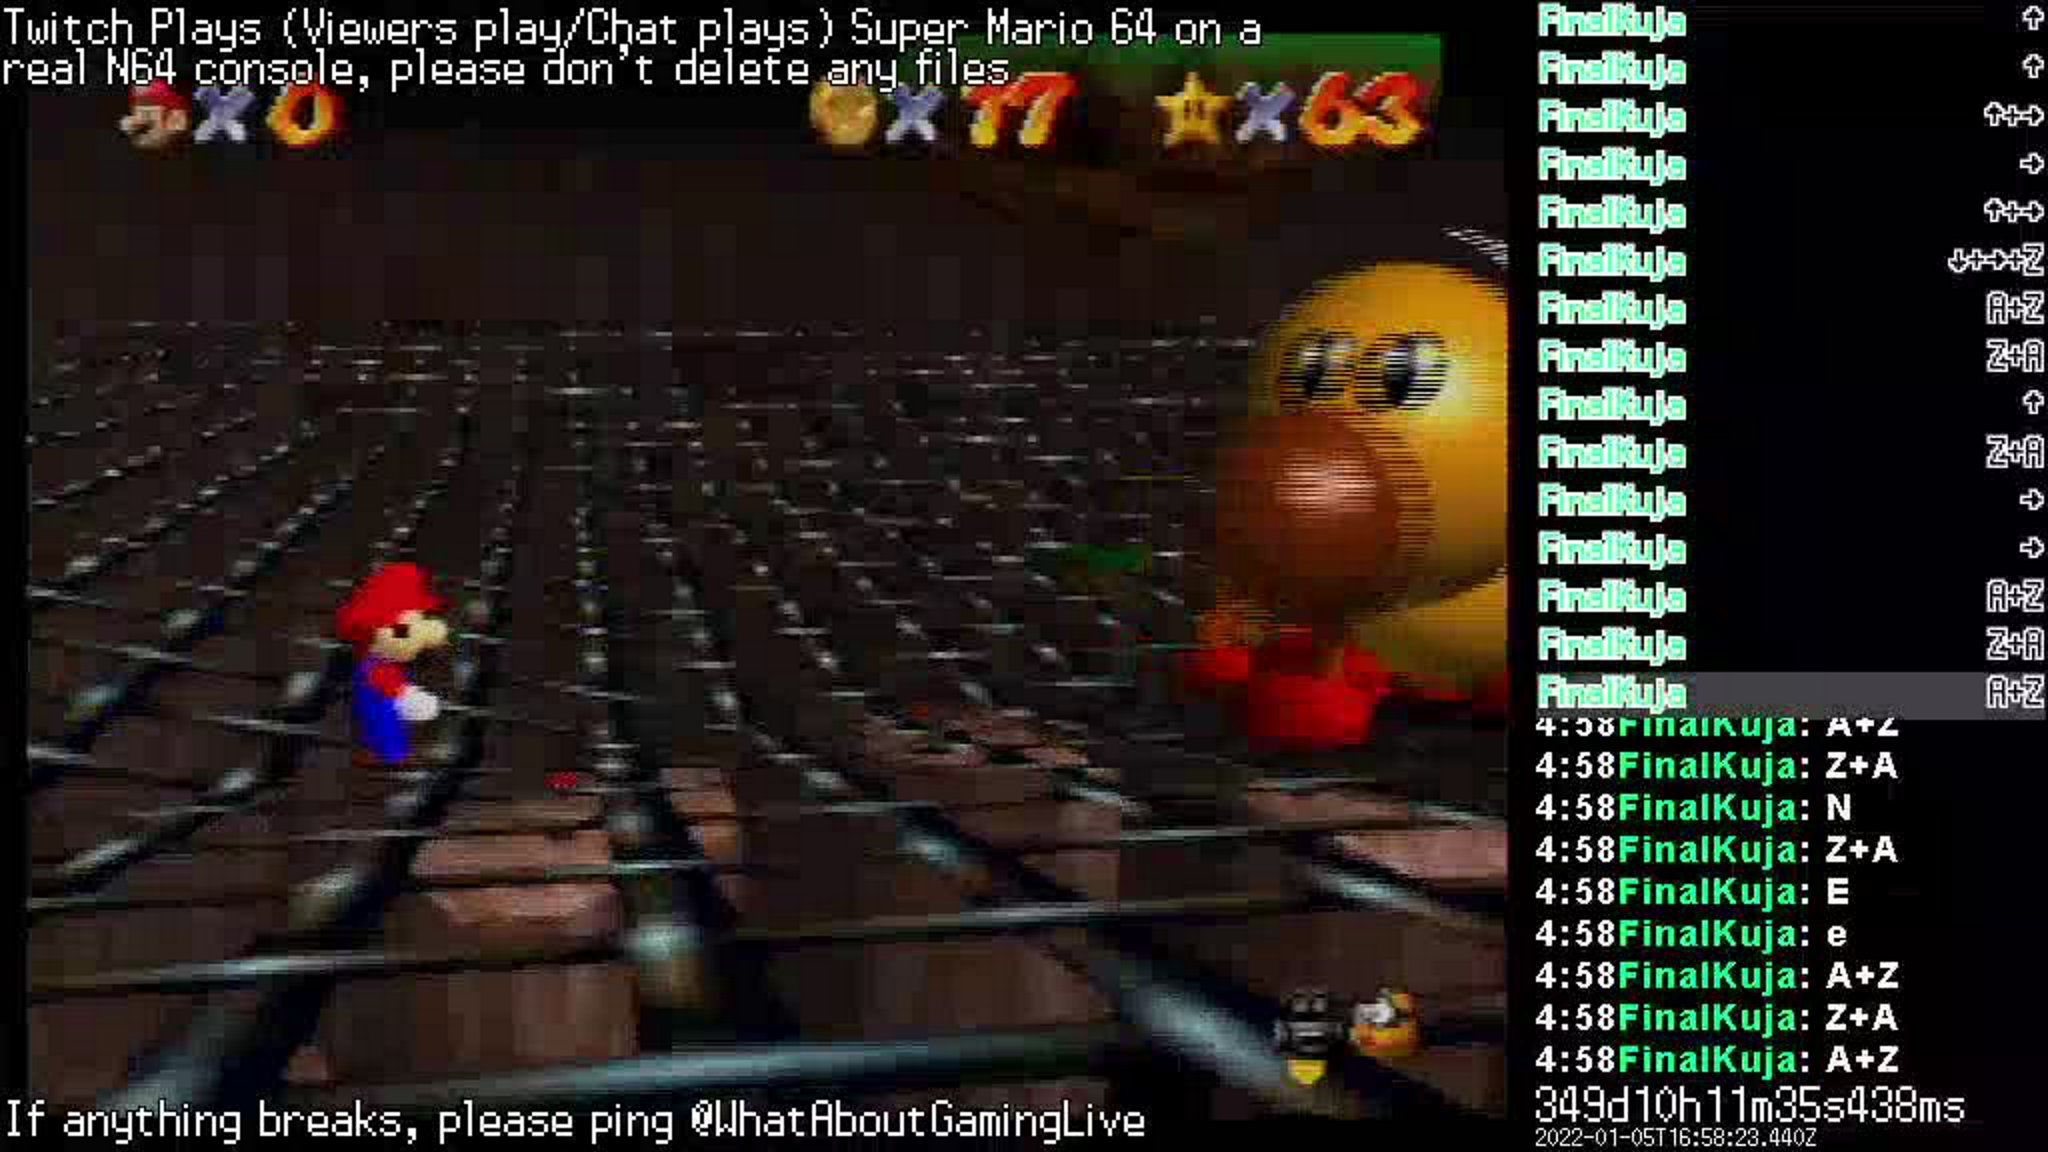 Twitch Plays (Viewers play/Chat plays) Super Mario 64 on a
real N64 console, please don't delete any files
x 0
x 77
x 63
FinalKuja ↑
FinalKuja ↑
FinalKuja ↑+→
FinalKuja →
FinalKuja ↑+→
FinalKuja ↓+→+Z
FinalKuja A+Z
FinalKuja Z+A
FinalKuja ↑
FinalKuja Z+A
FinalKuja →
FinalKuja →
FinalKuja A+Z
FinalKuja Z+A
FinalKuja A+Z
4:58FinalKuja: A+Z
4:58FinalKuja: Z+A
4:58FinalKuja: N
4:58FinalKuja: Z+A
4:58FinalKuja: E
4:58FinalKuja: e
4:58FinalKuja: A+Z
4:58FinalKuja: Z+A
4:58FinalKuja: A+Z
349d10h11m35s438ms
2022-01-05T16:58:23.440Z
If anything breaks, please ping @WhatAboutGamingLive